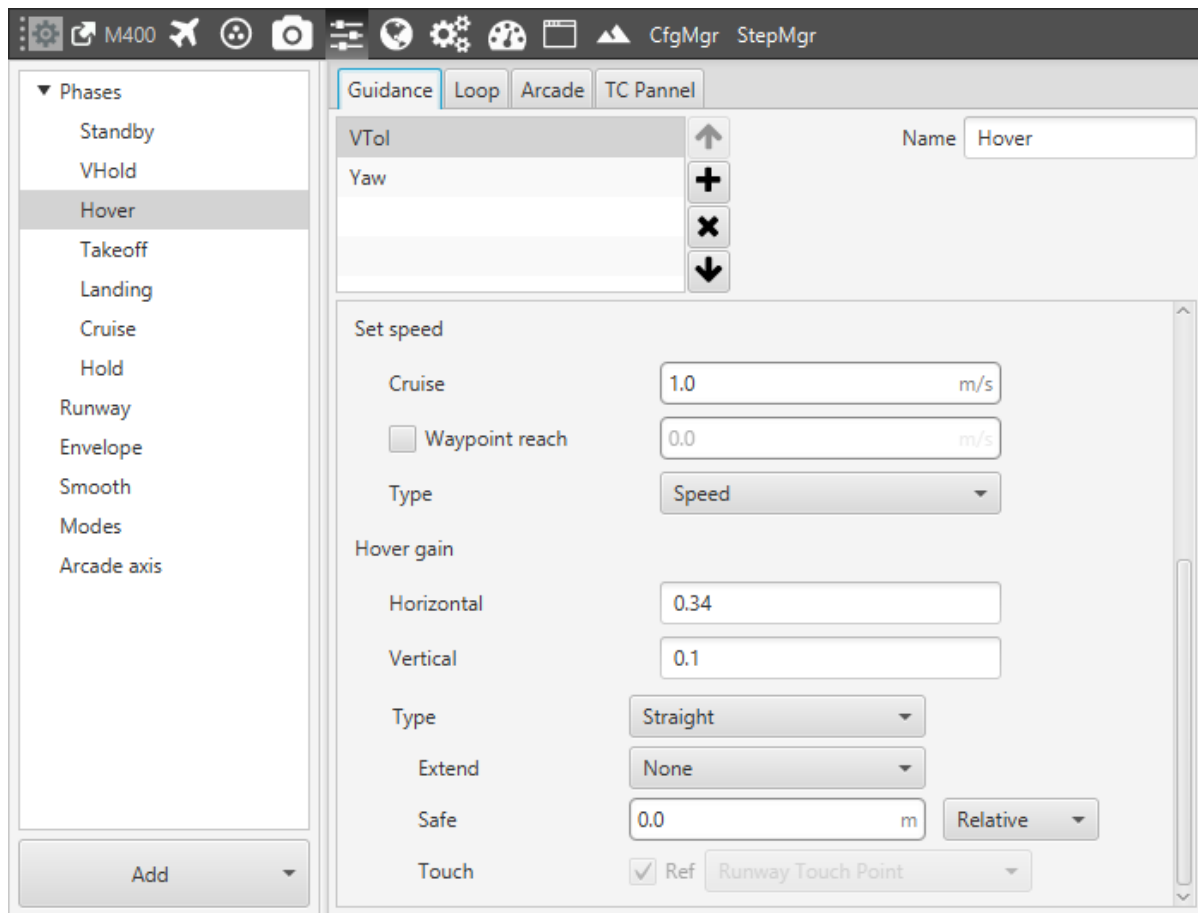 M400 CfgMgr StepMgr
Phases
Standby
VHold
Hover
Takeoff
Landing
Cruise
Hold
Runway
Envelope
Smooth
Modes
Arcade axis
Add
Guidance Loop Arcade TC Pannel
VTol
Yaw
Name Hover
Set speed
Cruise 1.0 m/s
Waypoint reach 0.0 m/s
Type Speed
Hover gain
Horizontal 0.34
Vertical 0.1
Type Straight
Extend None
Safe 0.0 m Relative
Touch Ref Runway Touch Point